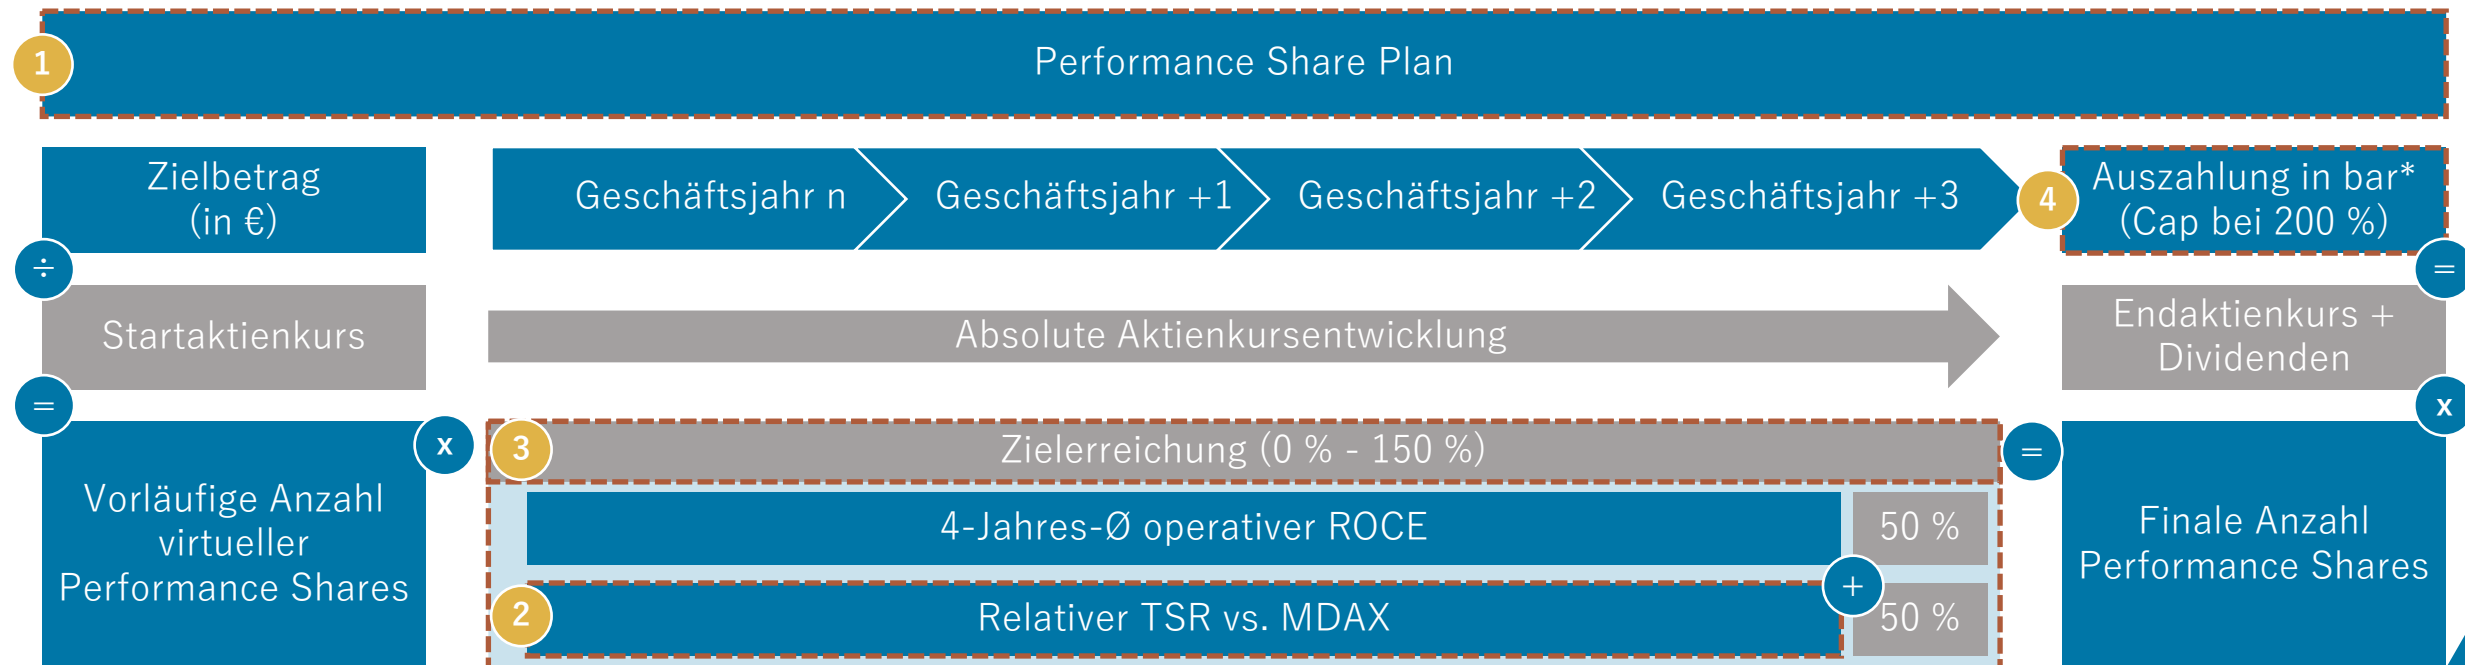 1
Performance Share Plan
Zielbetrag
(in €)
Geschäftsjahr n
Geschäftsjahr +1
Geschäftsjahr +2
Geschäftsjahr +3
4
Auszahlung in bar*
(Cap bei 200 %)
÷
=
Startaktienkurs
Absolute Aktienkursentwicklung
Endaktienkurs +
Dividenden
=
x
x
3
Zielerreichung (0 % - 150 %)
=
Vorläufige Anzahl
virtueller
Performance Shares
4-Jahres-Ø operativer ROCE
50 %
+
2
Relativer TSR vs. MDAX
50 %
Finale Anzahl
Performance Shares